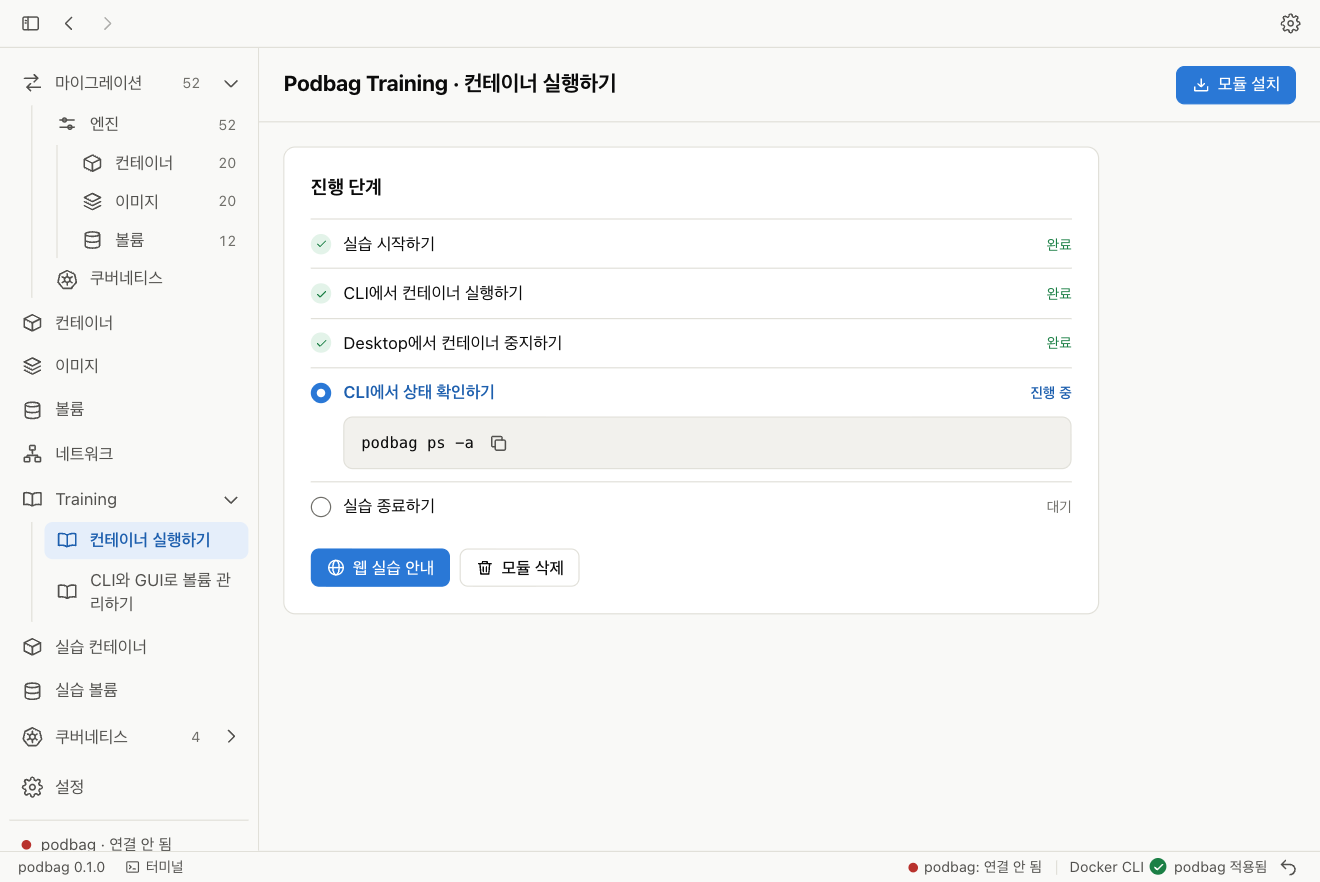 마이그레이션 52
엔진 52
컨테이너 20
이미지 20
볼륨 12
쿠버네티스
컨테이너
이미지
볼륨
네트워크
Training
컨테이너 실행하기
CLI와 GUI로 볼륨 관
리하기
실습 컨테이너
실습 볼륨
쿠버네티스 4
설정
podbag · 연결 안 됨
Podbag Training · 컨테이너 실행하기
모듈 설치
진행 단계
실습 시작하기 완료
CLI에서 컨테이너 실행하기 완료
Desktop에서 컨테이너 중지하기 완료
CLI에서 상태 확인하기 진행 중
podbag ps -a
실습 종료하기 대기
웹 실습 안내 모듈 삭제
podbag 0.1.0 터미널 podbag: 연결 안 됨 Docker CLI podbag 적용됨